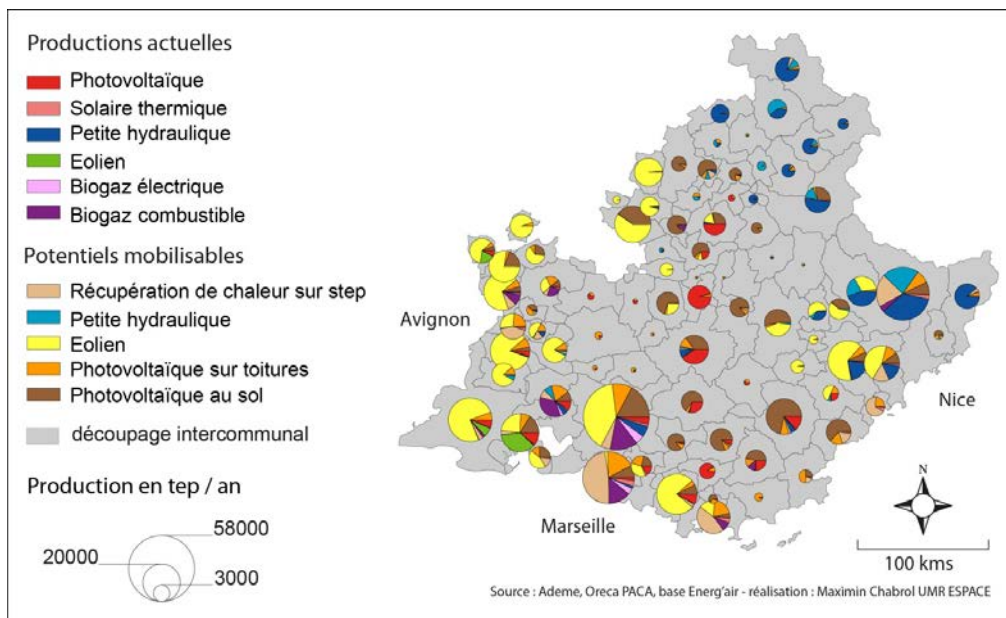 Productions actuelles
Photovoltaïque
Solaire thermique
Petite hydraulique
Eolien
Biogaz électrique
Biogaz combustible
Potentiels mobilisables
Récupération de chaleur sur step
Petite hydraulique
Eolien
Photovoltaïque sur toitures
Photovoltaïque au sol
découpage intercommunal
Production en tep / an
58000
20000
3000
Avignon
Nice
Marseille
N
100 kms
Source : Ademe, Oreca PACA, base Energ'air - réalisation : Maximin Chabrol UMR ESPACE